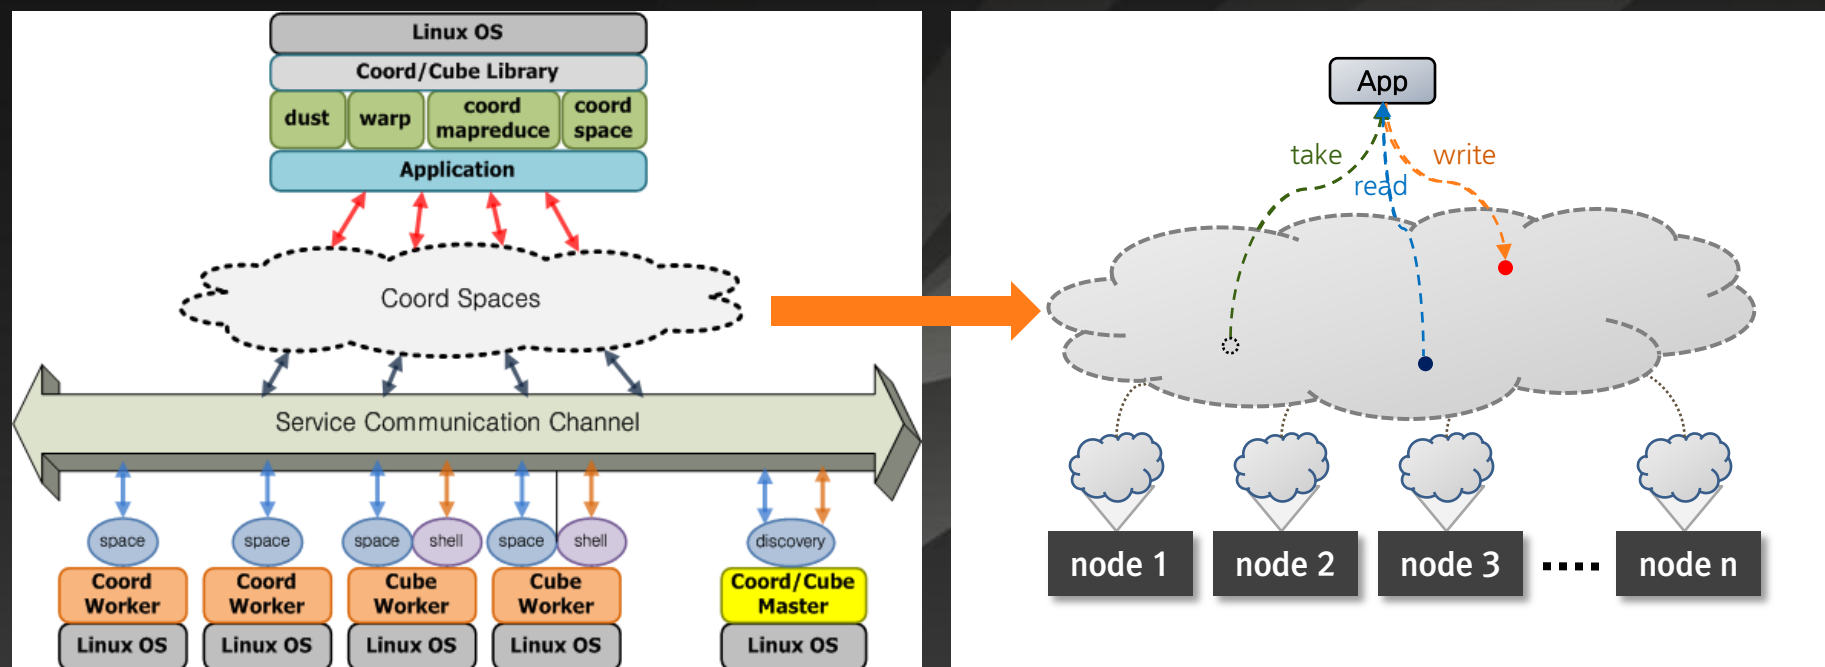 Linux OS
Coord/Cube Library
dust
warp
coord
mapreduce
coord
space
Application
Coord Spaces
Service Communication Channel
space
space
space
shell
space
shell
discovery
Coord
Worker
Coord
Worker
Cube
Worker
Cube
Worker
Coord/Cube
Master
Linux OS
Linux OS
Linux OS
Linux OS
Linux OS
App
take
read
write
node 1
node 2
node 3
node n